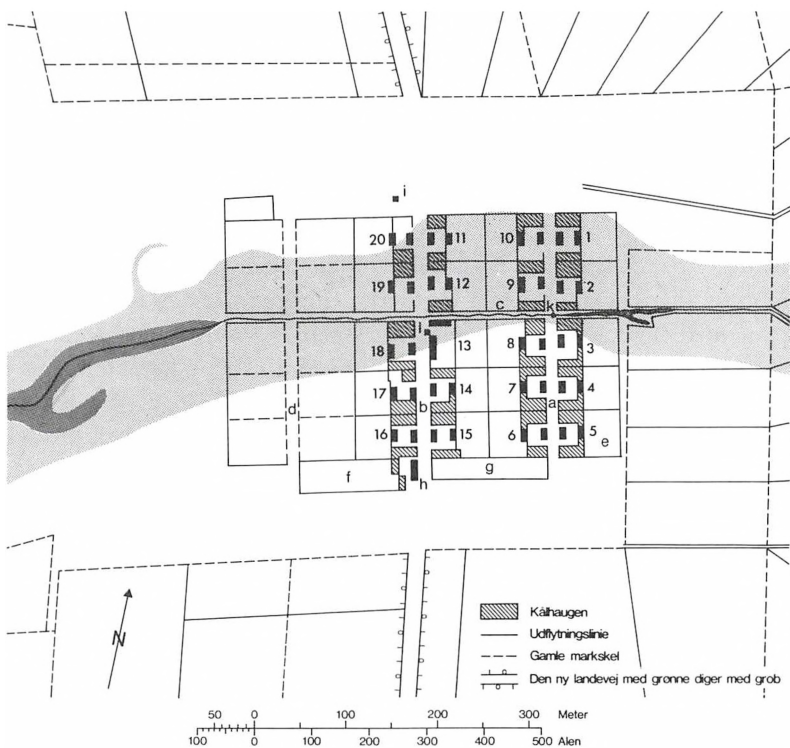 i
20 11 10 1
19 12 9 2
c k
i
18 13 8 3
17 14 7 4
d b a
16 15 6 5
e
f g
h
N
Kålhaugen
Udflytningslinie
Gamle markskel
Den ny landevej med grønne diger med grob
50 0 100 200 300 Meter
100 0 100 200 300 400 500 Alen